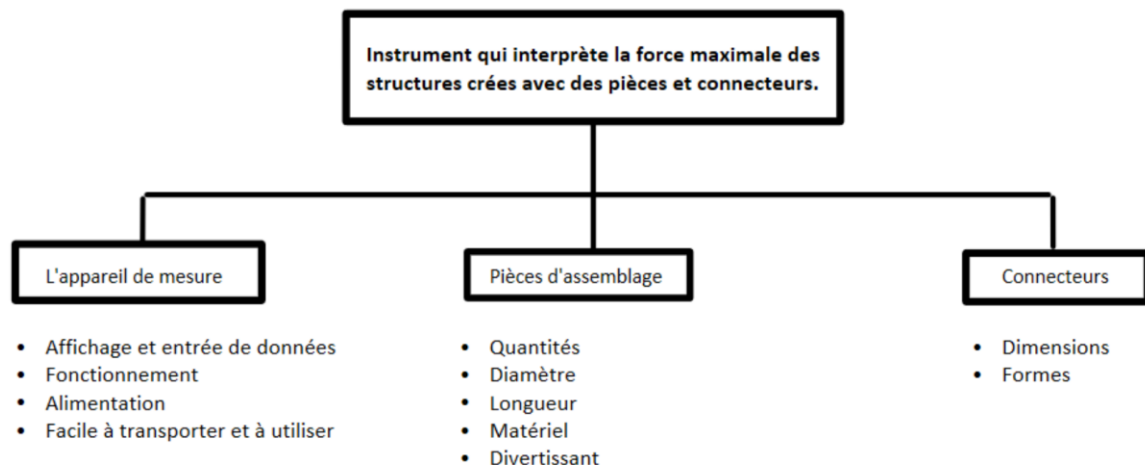 Instrument qui interprète la force maximale des
structures crées avec des pièces et connecteurs.
L'appareil de mesure
• Affichage et entrée de données
• Fonctionnement
• Alimentation
• Facile à transporter et à utiliser
Pièces d'assemblage
• Quantités
• Diamètre
• Longueur
• Matériel
• Divertissant
Connecteurs
• Dimensions
• Formes